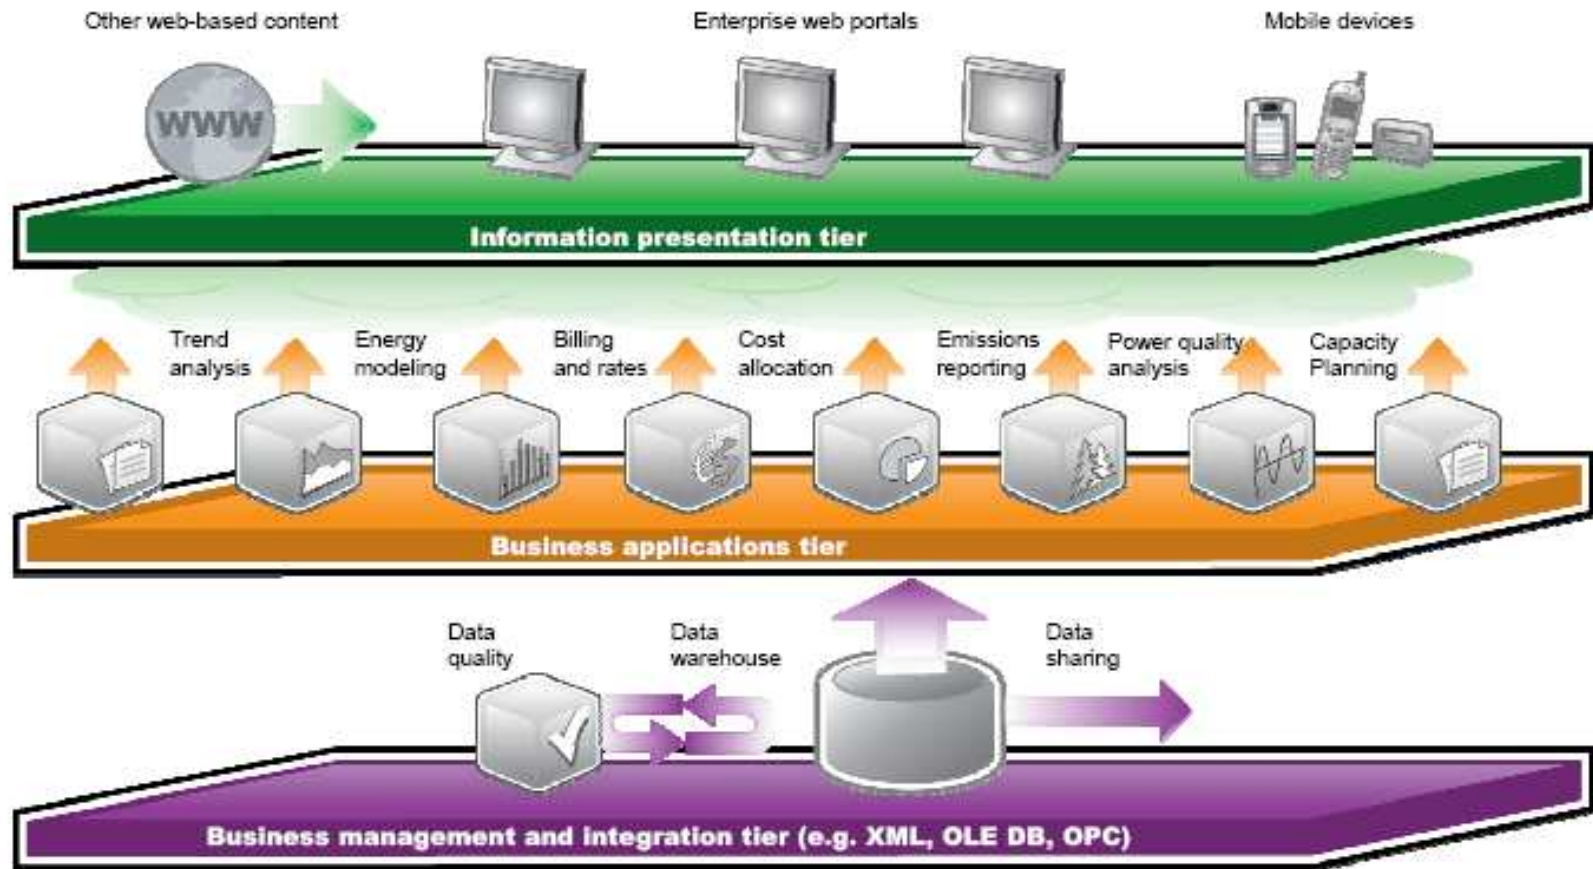 Other web-based content
Enterprise web portals
Mobile devices
WWW
Information presentation tier
Trend
analysis
Energy
modeling
Billing
and rates
Cost
allocation
Emissions
reporting
Power quality
analysis
Capacity
Planning
Business applications tier
Data
quality
Data
warehouse
Data
sharing
Business management and integration tier (e.g. XML, OLE DB, OPC)